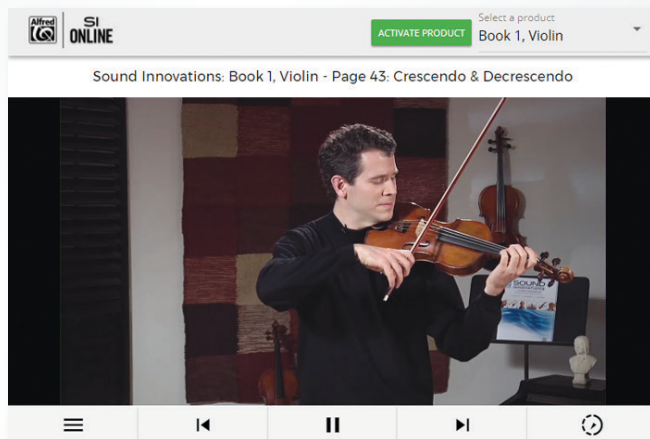 Alfred
SI
ONLINE
ACTIVATE PRODUCT
Select a product
Book 1, Violin
Sound Innovations: Book 1, Violin - Page 43: Crescendo & Decrescendo
SOUND
INNOVATIONS